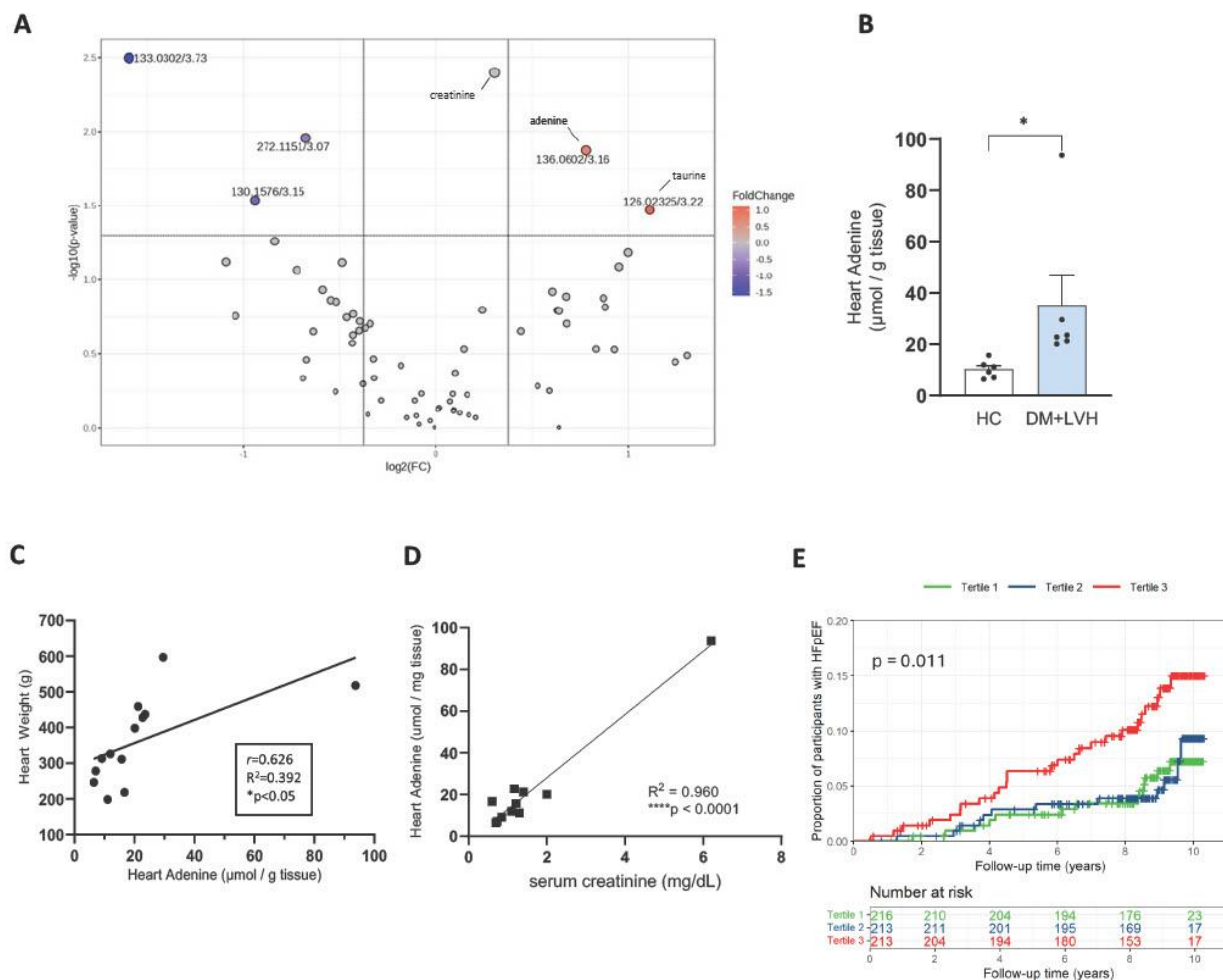 A
2.5
2.0
1.5
1.0
0.5
0.0
-log10(p-value)
133.0302/3.73
creatinine
272.1151/3.07
adenine
136.0602/3.16
130.1576/3.15
taurine
126.02325/3.22
-1
0
1
log2(FC)
FoldChange
1.0
0.5
0.0
-0.5
-1.0
-1.5
B
*
100
80
60
40
20
0
Heart Adenine
(µmol / g tissue)
HC
DM+LVH
C
700
600
500
400
300
200
100
Heart Weight (g)
r=0.626
R²=0.392
*p<0.05
0
20
40
60
80
100
Heart Adenine (µmol / g tissue)
D
100
80
60
40
20
0
Heart Adenine (umol / mg tissue)
R² = 0.960
****p < 0.0001
0
2
4
6
8
serum creatinine (mg/dL)
E
Tertile 1
Tertile 2
Tertile 3
0.20
0.15
0.10
0.05
0.00
Proportion of participants with HFpEF
p = 0.011
0 2 4 6 8 10
Follow-up time (years)
Number at risk
Tertile 1 216 210 204 194 176 23
Tertile 2 213 211 201 195 169 17
Tertile 3 213 204 194 180 153 17
0 2 4 6 8 10
Follow-up time (years)